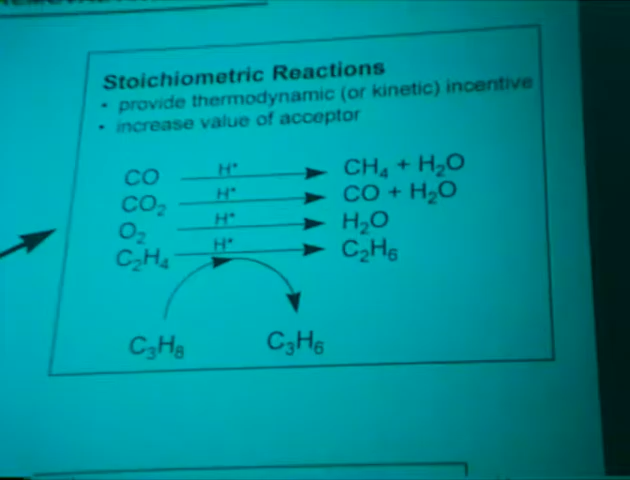 Stoichiometric Reactions
• provide thermodynamic (or kinetic) incentive
• increase value of acceptor
CO H* CH₄ + H₂O
CO₂ H* CO + H₂O
O₂ H* H₂O
C₂H₄ H* C₂H₆
C₃H₈ C₃H₆